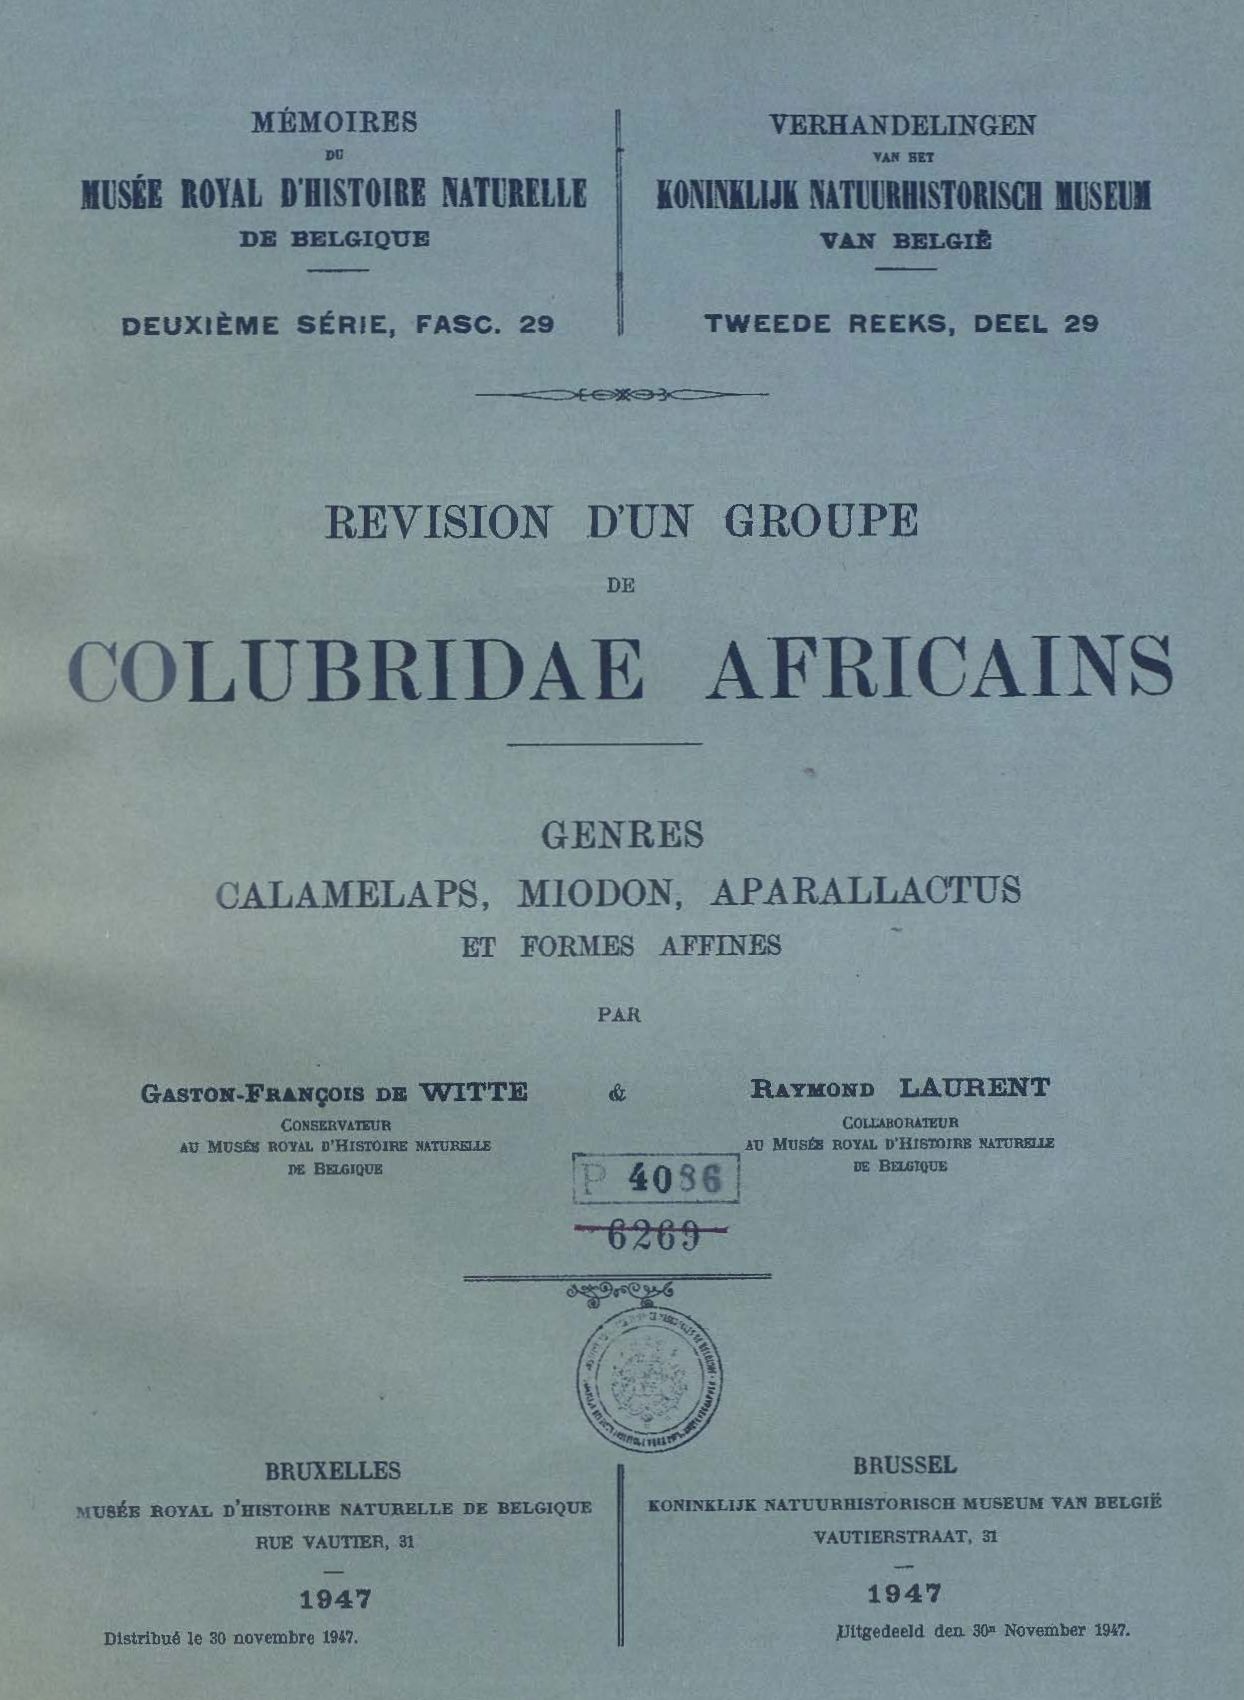 MÉMOIRES
DU
MUSÉE ROYAL D'HISTOIRE NATURELLE
DE BELGIQUE
DEUXIÈME SÉRIE, FASC. 29
VERHANDELINGEN
VAN HET
KONINKLIJK NATUURHISTORISCH MUSEUM
VAN BELGIË
TWEEDE REEKS, DEEL 29
REVISION D'UN GROUPE
DE
COLUBRIDAE AFRICAINS
GENRES
CALAMELAPS, MIODON, APARALLACTUS
ET FORMES AFFINES
PAR
GASTON-FRANÇOIS DE WITTE
CONSERVATEUR
AU MUSÉE ROYAL D'HISTOIRE NATURELLE
DE BELGIQUE
&
RAYMOND LAURENT
COLLABORATEUR
AU MUSÉE ROYAL D'HISTOIRE NATURELLE
DE BELGIQUE
P 4086
6269
BRUXELLES
MUSÉE ROYAL D'HISTOIRE NATURELLE DE BELGIQUE
RUE VAUTIER, 31
1947
Distribué le 30 novembre 1947.
BRUSSEL
KONINKLIJK NATUURHISTORISCH MUSEUM VAN BELGIË
VAUTIERSTRAAT, 31
1947
Uitgedeeld den 30ⁿ November 1947.